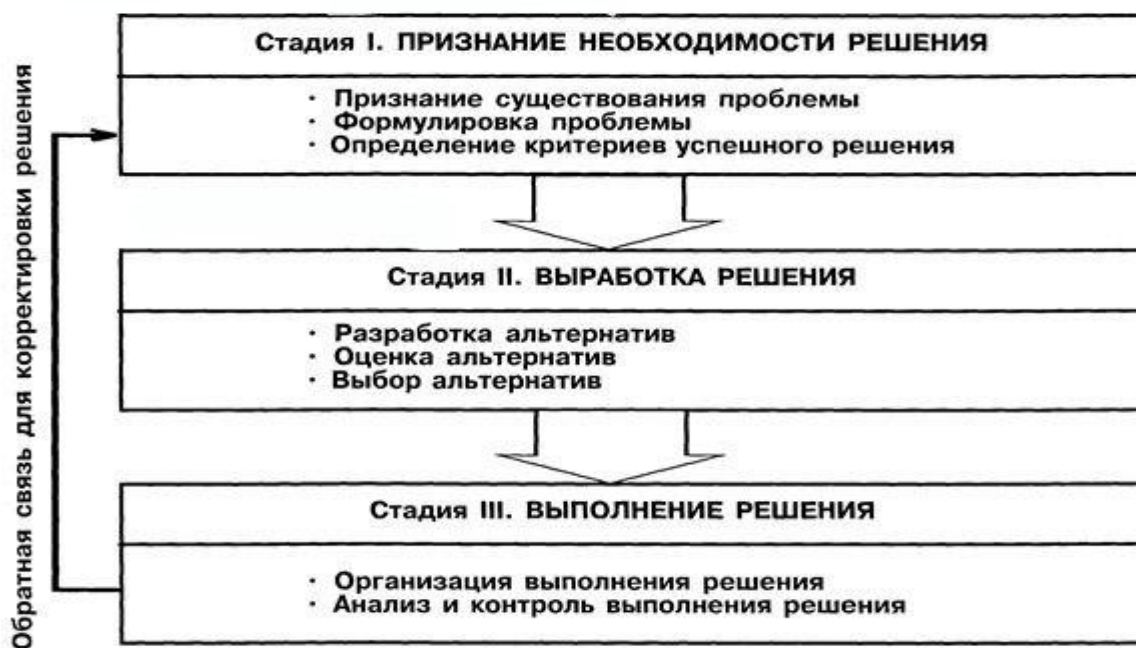 Стадия I. ПРИЗНАНИЕ НЕОБХОДИМОСТИ РЕШЕНИЯ
· Признание существования проблемы
· Формулировка проблемы
· Определение критериев успешного решения
Стадия II. ВЫРАБОТКА РЕШЕНИЯ
· Разработка альтернатив
· Оценка альтернатив
· Выбор альтернатив
Стадия III. ВЫПОЛНЕНИЕ РЕШЕНИЯ
· Организация выполнения решения
· Анализ и контроль выполнения решения
Обратная связь для корректировки решения